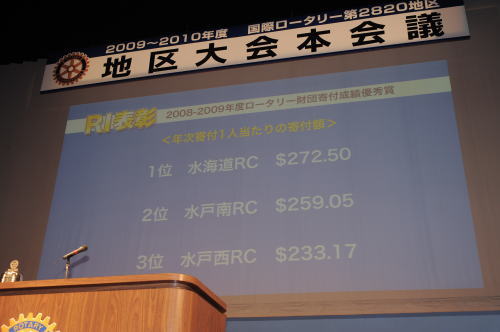 2009〜2010年度 国際ロータリー第2820地区
地区大会本会議
RI表彰 2008-2009年度ロータリー財団寄付成績優秀賞
＜年次寄付1人当たりの寄付額＞
1位 水海道RC $272.50
2位 水戸南RC $259.05
3位 水戸西RC $233.17
ROTARY